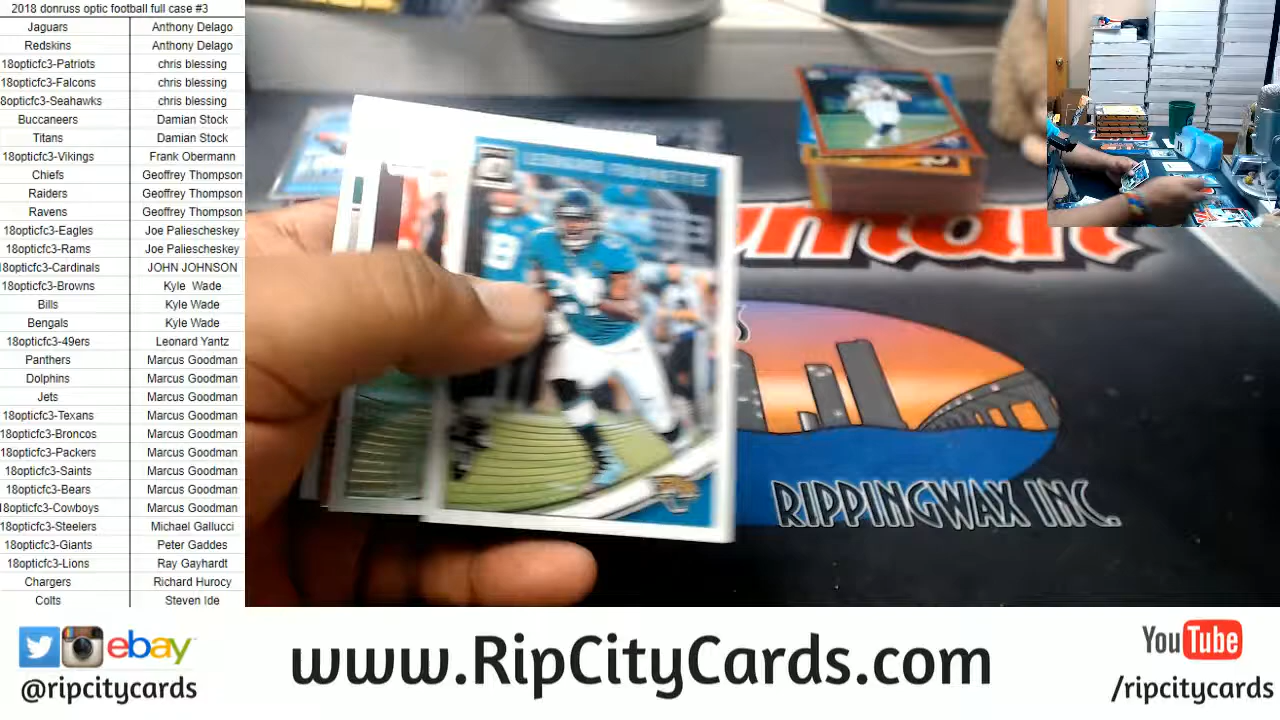 2018 donruss optic football full case #3
Jaguars Anthony Delago
Redskins Anthony Delago
18opticfc3-Patriots chris blessing
18opticfc3-Falcons chris blessing
8opticfc3-Seahawks chris blessing
Buccaneers Damian Stock
Titans Damian Stock
18opticfc3-Vikings Frank Obermann
Chiefs Geoffrey Thompson
Raiders Geoffrey Thompson
Ravens Geoffrey Thompson
18opticfc3-Eagles Joe Paliescheskey
18opticfc3-Rams Joe Paliescheskey
18opticfc3-Cardinals JOHN JOHNSON
18opticfc3-Browns Kyle Wade
Bills Kyle Wade
Bengals Kyle Wade
18opticfc3-49ers Leonard Yantz
Panthers Marcus Goodman
Dolphins Marcus Goodman
Jets Marcus Goodman
18opticfc3-Texans Marcus Goodman
18opticfc3-Broncos Marcus Goodman
18opticfc3-Packers Marcus Goodman
18opticfc3-Saints Marcus Goodman
18opticfc3-Bears Marcus Goodman
18opticfc3-Cowboys Marcus Goodman
18opticfc3-Steelers Michael Gallucci
18opticfc3-Giants Peter Gaddes
18opticfc3-Lions Ray Gayhardt
Chargers Richard Hurocy
Colts Steven Ide
LEONARD FOURNETTE
RIPPINGWAX INC.
ebay
@ripcitycards
www.RipCityCards.com
YouTube
/ripcitycards